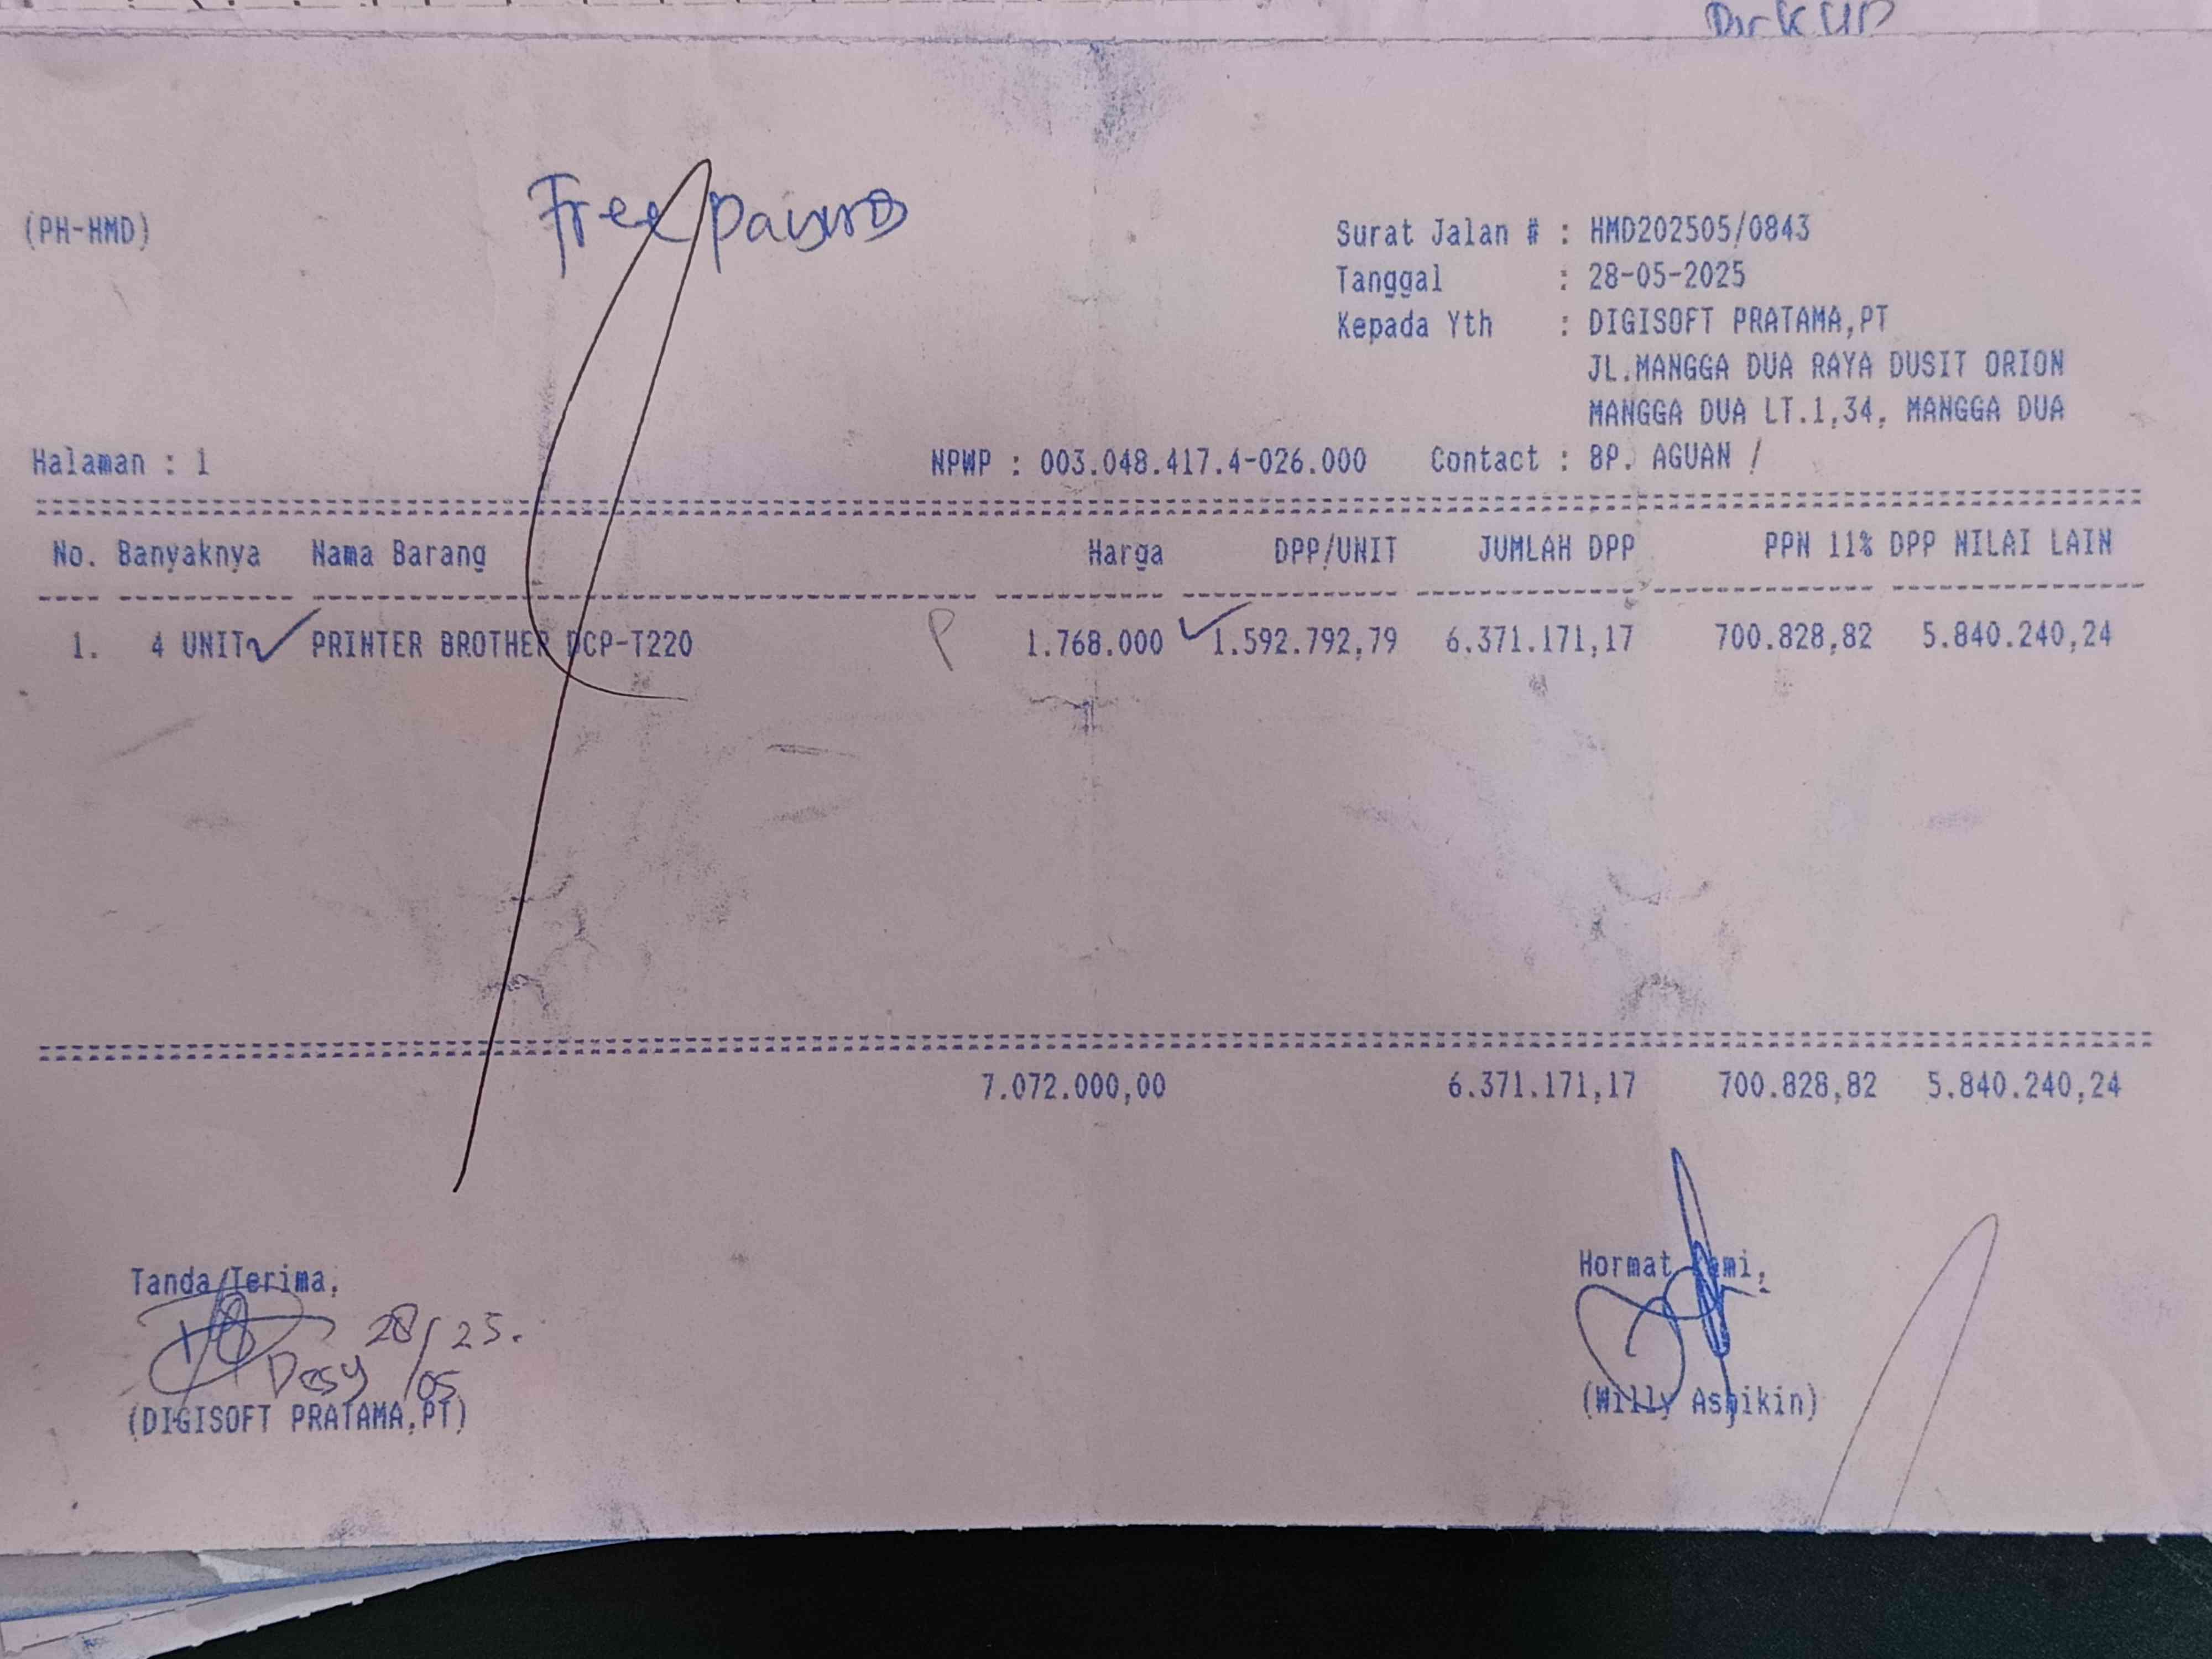 (PH-HMD)
Free
Surat Jalan # : HMD202505/0843
Tanggal : 28-05-2025
Kepada Yth : DIGISOFT PRATAMA,PT
JL.MANGGA DUA RAYA DUSIT ORION
MANGGA DUA LT.1,34, MANGGA DUA
Halaman : 1 NPWP : 003.048.417.4-026.000 Contact : BP. AGUAN /
No. Banyaknya Nama Barang Harga DPP/UNIT JUMLAH DPP PPN 11% DPP NILAI LAIN
1. 4 UNIT PRINTER BROTHER DCP-T220 1.768.000 1.592.792,79 6.371.171,17 700.828,82 5.840.240,24
7.072.000,00 6.371.171,17 700.828,82 5.840.240,24
Tanda Terima, Hormat Kami,
28/05 25.
Desy
(DIGISOFT PRATAMA,PT) (Willy Asmikin)